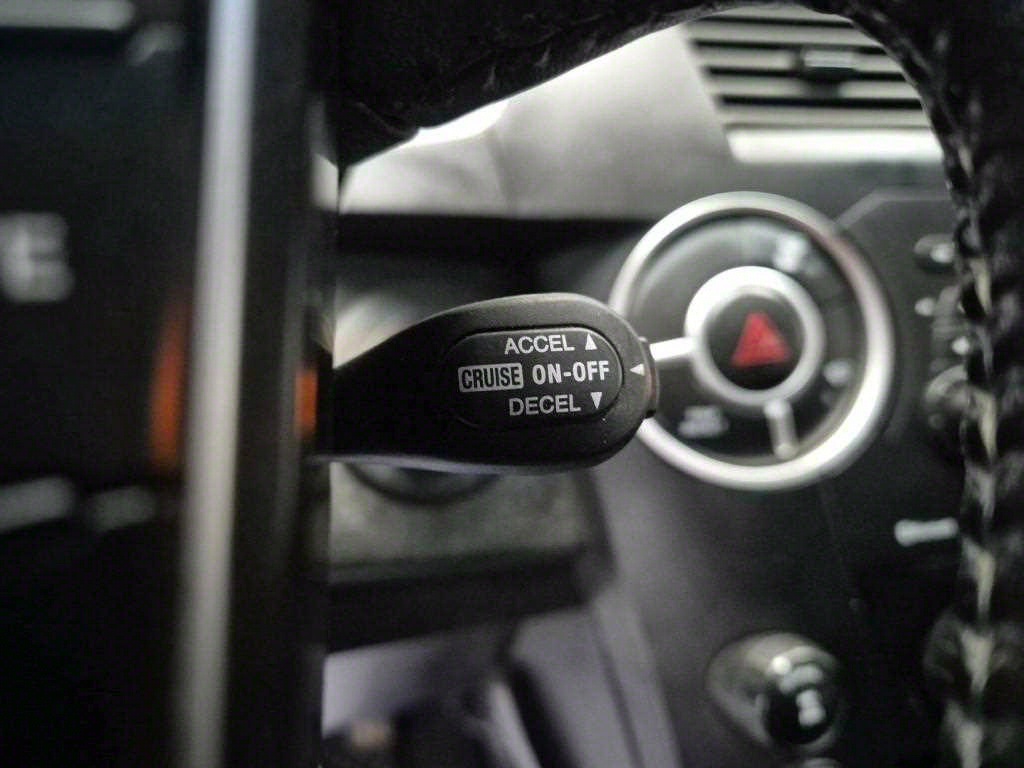 ACCEL ▲
CRUISE ON-OFF ◄
DECEL ▼